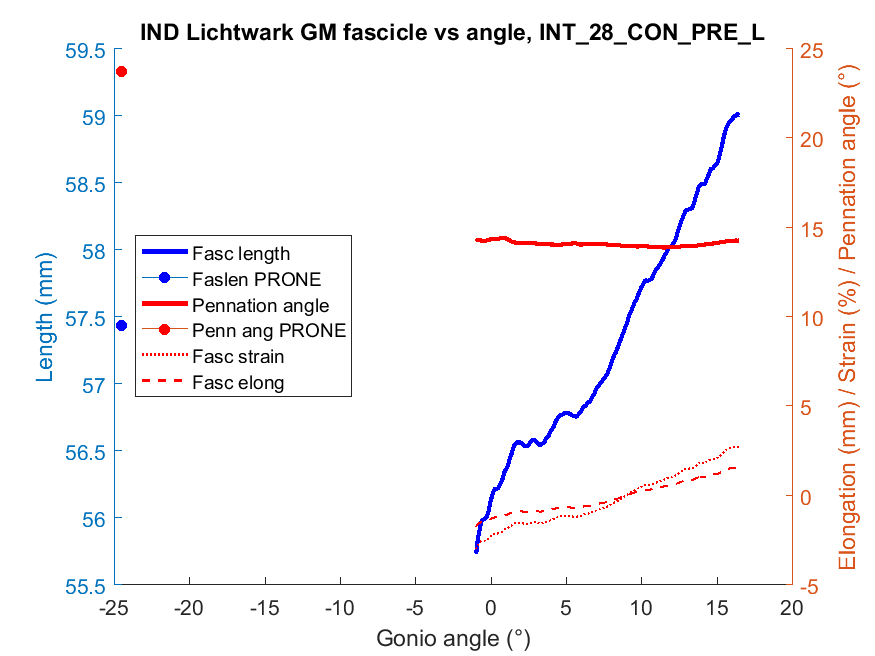 IND Lichtwark GM fascicle vs angle, INT_28_CON_PRE_L
59.5
59
58.5
58
57.5
57
56.5
56
55.5
Length (mm)
25
20
15
10
5
0
-5
Elongation (mm) / Strain (%) / Pennation angle (°)
Fasc length
Faslen PRONE
Pennation angle
Penn ang PRONE
Fasc strain
Fasc elong
-25 -20 -15 -10 -5 0 5 10 15 20
Gonio angle (°)